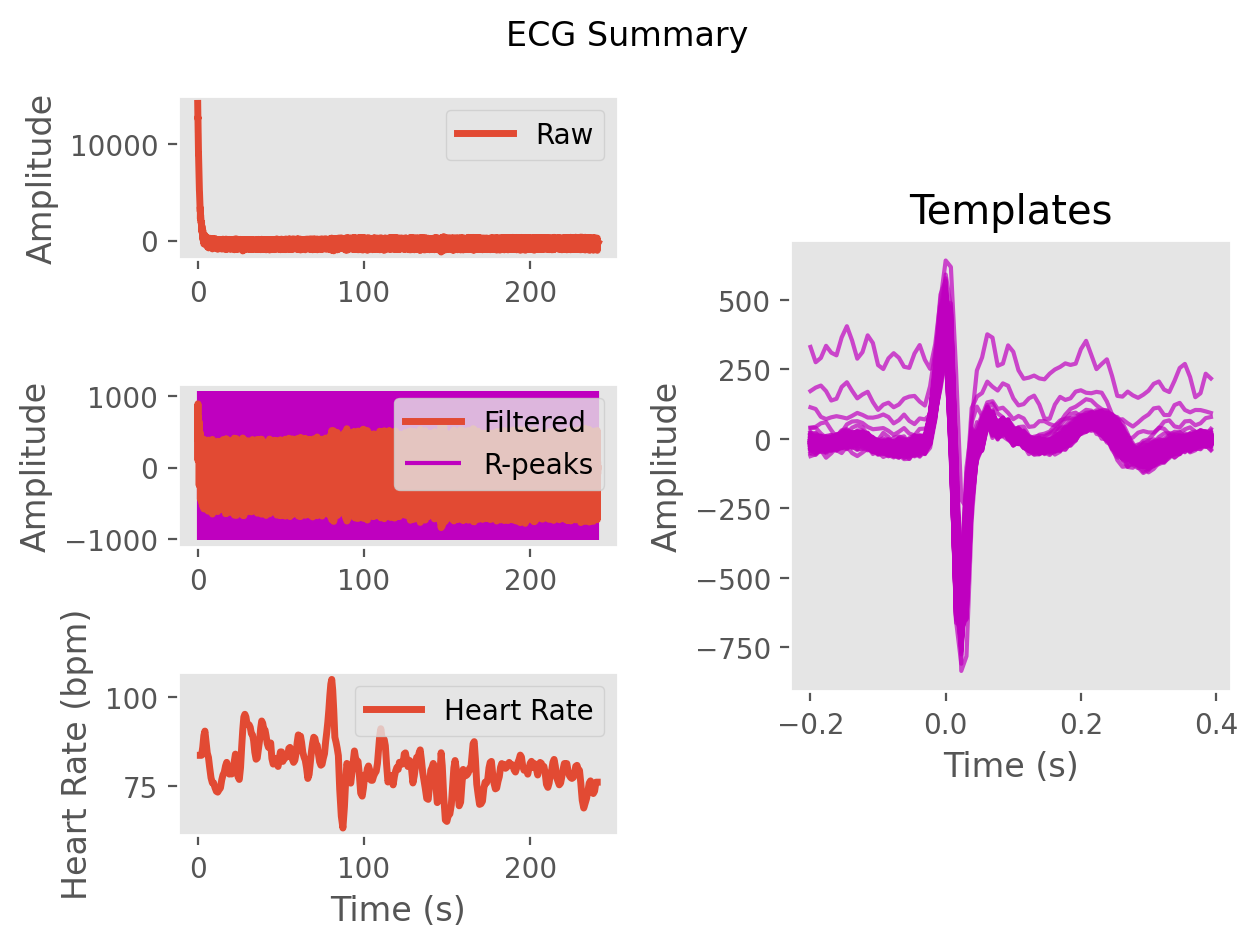 ECG Summary
Amplitude
10000
0
Raw
0
100
200
Amplitude
1000
0
−1000
Filtered
R-peaks
0
100
200
Heart Rate (bpm)
100
75
Heart Rate
0
100
200
Time (s)
Templates
Amplitude
500
250
0
−250
−500
−750
−0.2
0.0
0.2
0.4
Time (s)